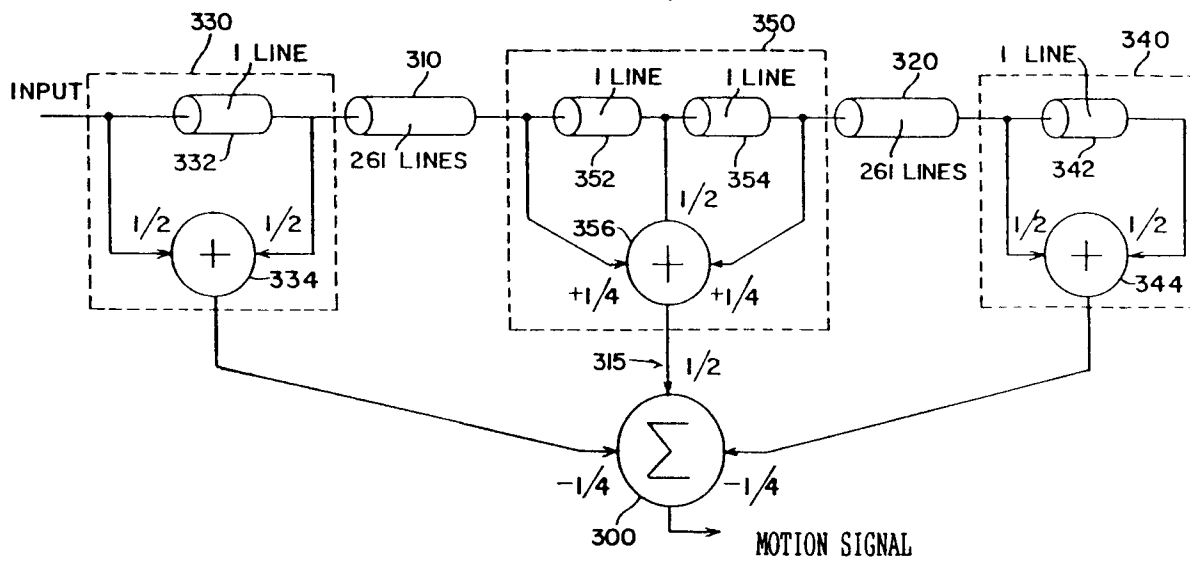 330
1 LINE
INPUT
332
1/2 1/2
+
334
310
261 LINES
350
1 LINE 1 LINE
352 354
1/2
356
+
+1/4 +1/4
320
261 LINES
340
1 LINE
342
1/2 1/2
+
344
315 1/2
Σ
-1/4 -1/4
300
MOTION SIGNAL